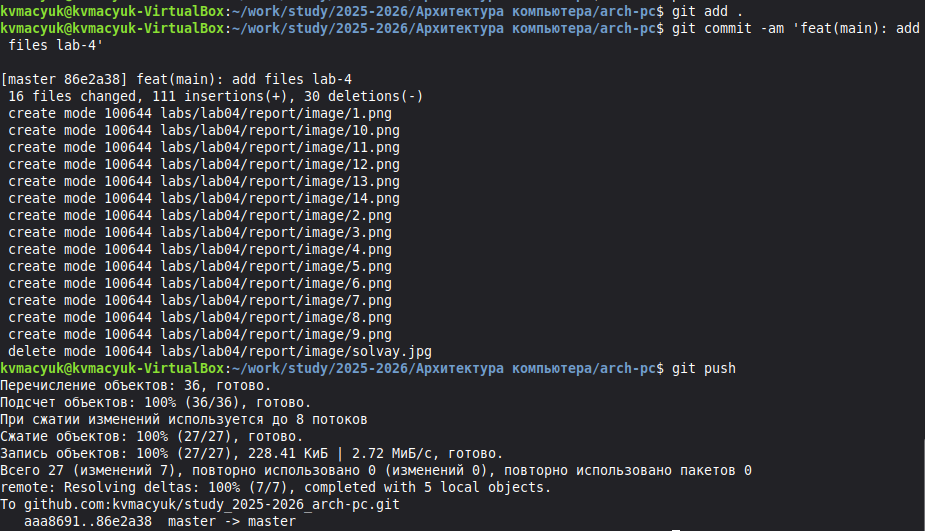 kvmacyuk@kvmacyuk-VirtualBox:~/work/study/2025-2026/Архитектура компьютера/arch-pc$ git add .
kvmacyuk@kvmacyuk-VirtualBox:~/work/study/2025-2026/Архитектура компьютера/arch-pc$ git commit -am 'feat(main): add
 files lab-4'
[master 86e2a38] feat(main): add files lab-4
 16 files changed, 111 insertions(+), 30 deletions(-)
 create mode 100644 labs/lab04/report/image/1.png
 create mode 100644 labs/lab04/report/image/10.png
 create mode 100644 labs/lab04/report/image/11.png
 create mode 100644 labs/lab04/report/image/12.png
 create mode 100644 labs/lab04/report/image/13.png
 create mode 100644 labs/lab04/report/image/14.png
 create mode 100644 labs/lab04/report/image/2.png
 create mode 100644 labs/lab04/report/image/3.png
 create mode 100644 labs/lab04/report/image/4.png
 create mode 100644 labs/lab04/report/image/5.png
 create mode 100644 labs/lab04/report/image/6.png
 create mode 100644 labs/lab04/report/image/7.png
 create mode 100644 labs/lab04/report/image/8.png
 create mode 100644 labs/lab04/report/image/9.png
 delete mode 100644 labs/lab04/report/image/solvay.jpg
kvmacyuk@kvmacyuk-VirtualBox:~/work/study/2025-2026/Архитектура компьютера/arch-pc$ git push
Перечисление объектов: 36, готово.
Подсчет объектов: 100% (36/36), готово.
При сжатии изменений используется до 8 потоков
Сжатие объектов: 100% (27/27), готово.
Запись объектов: 100% (27/27), 228.41 КиБ | 2.72 МиБ/с, готово.
Всего 27 (изменений 7), повторно использовано 0 (изменений 0), повторно использовано пакетов 0
remote: Resolving deltas: 100% (7/7), completed with 5 local objects.
To github.com:kvmacyuk/study_2025-2026_arch-pc.git
   aaa8691..86e2a38  master -> master